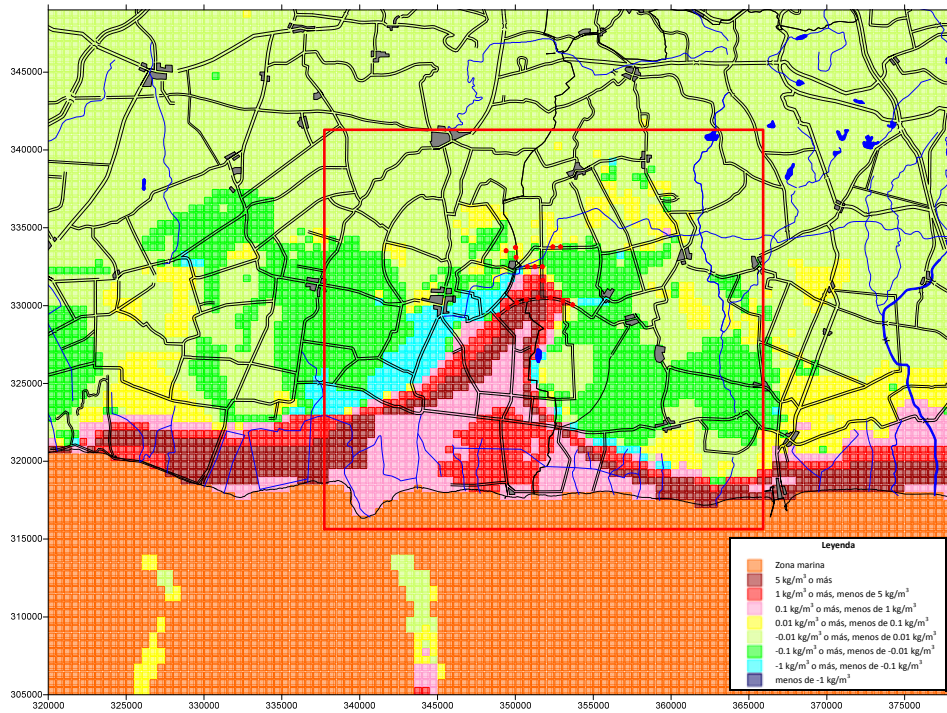 345000
340000
335000
330000
325000
320000
315000
310000
305000
320000 325000 330000 335000 340000 345000 350000 355000 360000 365000 370000 375000
Leyenda
Zona marina
5 kg/m³ o más
1 kg/m³ o más, menos de 5 kg/m³
0.1 kg/m³ o más, menos de 1 kg/m³
0.01 kg/m³ o más, menos de 0.1 kg/m³
-0.01 kg/m³ o más, menos de 0.01 kg/m³
-0.1 kg/m³ o más, menos de -0.01 kg/m³
-1 kg/m³ o más, menos de -0.1 kg/m³
menos de -1 kg/m³